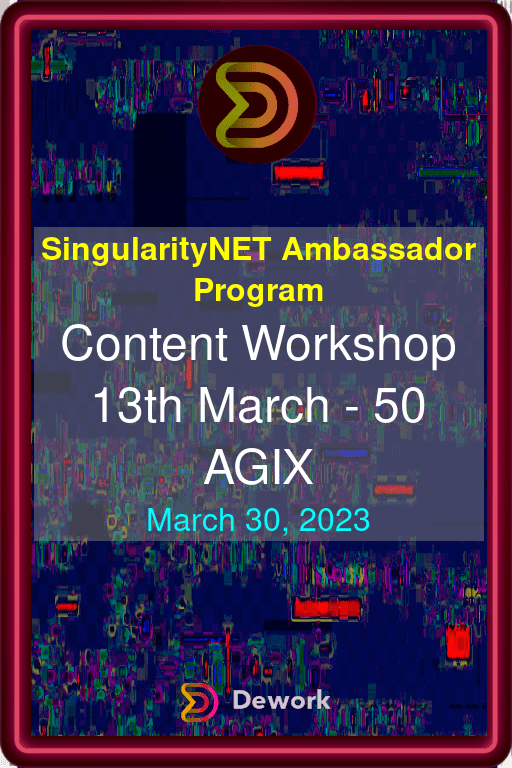 SingularityNET Ambassador
Program
Content Workshop
13th March - 50
AGIX
March 30, 2023
Dework